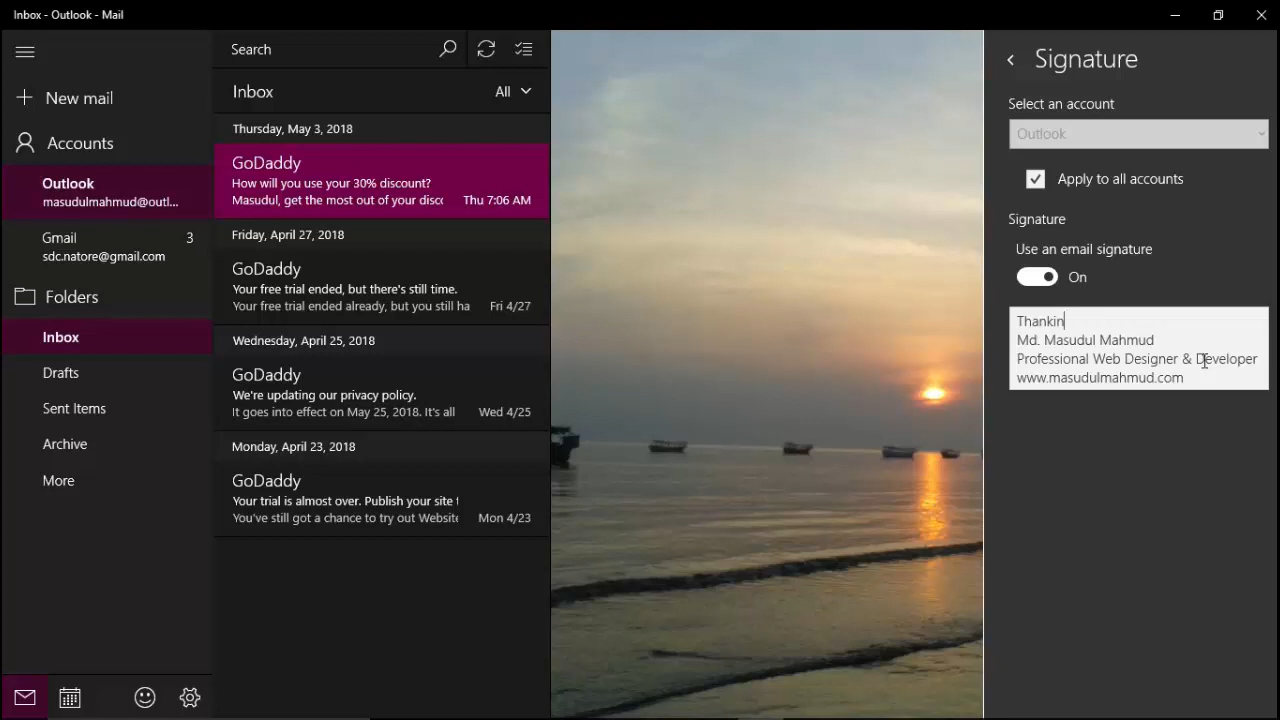 Inbox - Outlook - Mail
New mail
Accounts
Outlook
masudulmahmud@outl...
Gmail 3
sdc.natore@gmail.com
Folders
Inbox
Drafts
Sent Items
Archive
More
Search
Inbox All
Thursday, May 3, 2018
GoDaddy
How will you use your 30% discount?
Masudul, get the most out of your disco Thu 7:06 AM
Friday, April 27, 2018
GoDaddy
Your free trial ended, but there's still time.
Your free trial ended already, but you still ha Fri 4/27
Wednesday, April 25, 2018
GoDaddy
We're updating our privacy policy.
It goes into effect on May 25, 2018. It's all Wed 4/25
Monday, April 23, 2018
GoDaddy
Your trial is almost over. Publish your site t
You've still got a chance to try out Website Mon 4/23
Signature
Select an account
Outlook
Apply to all accounts
Signature
Use an email signature
On
Thankin
Md. Masudul Mahmud
Professional Web Designer & Developer
www.masudulmahmud.com